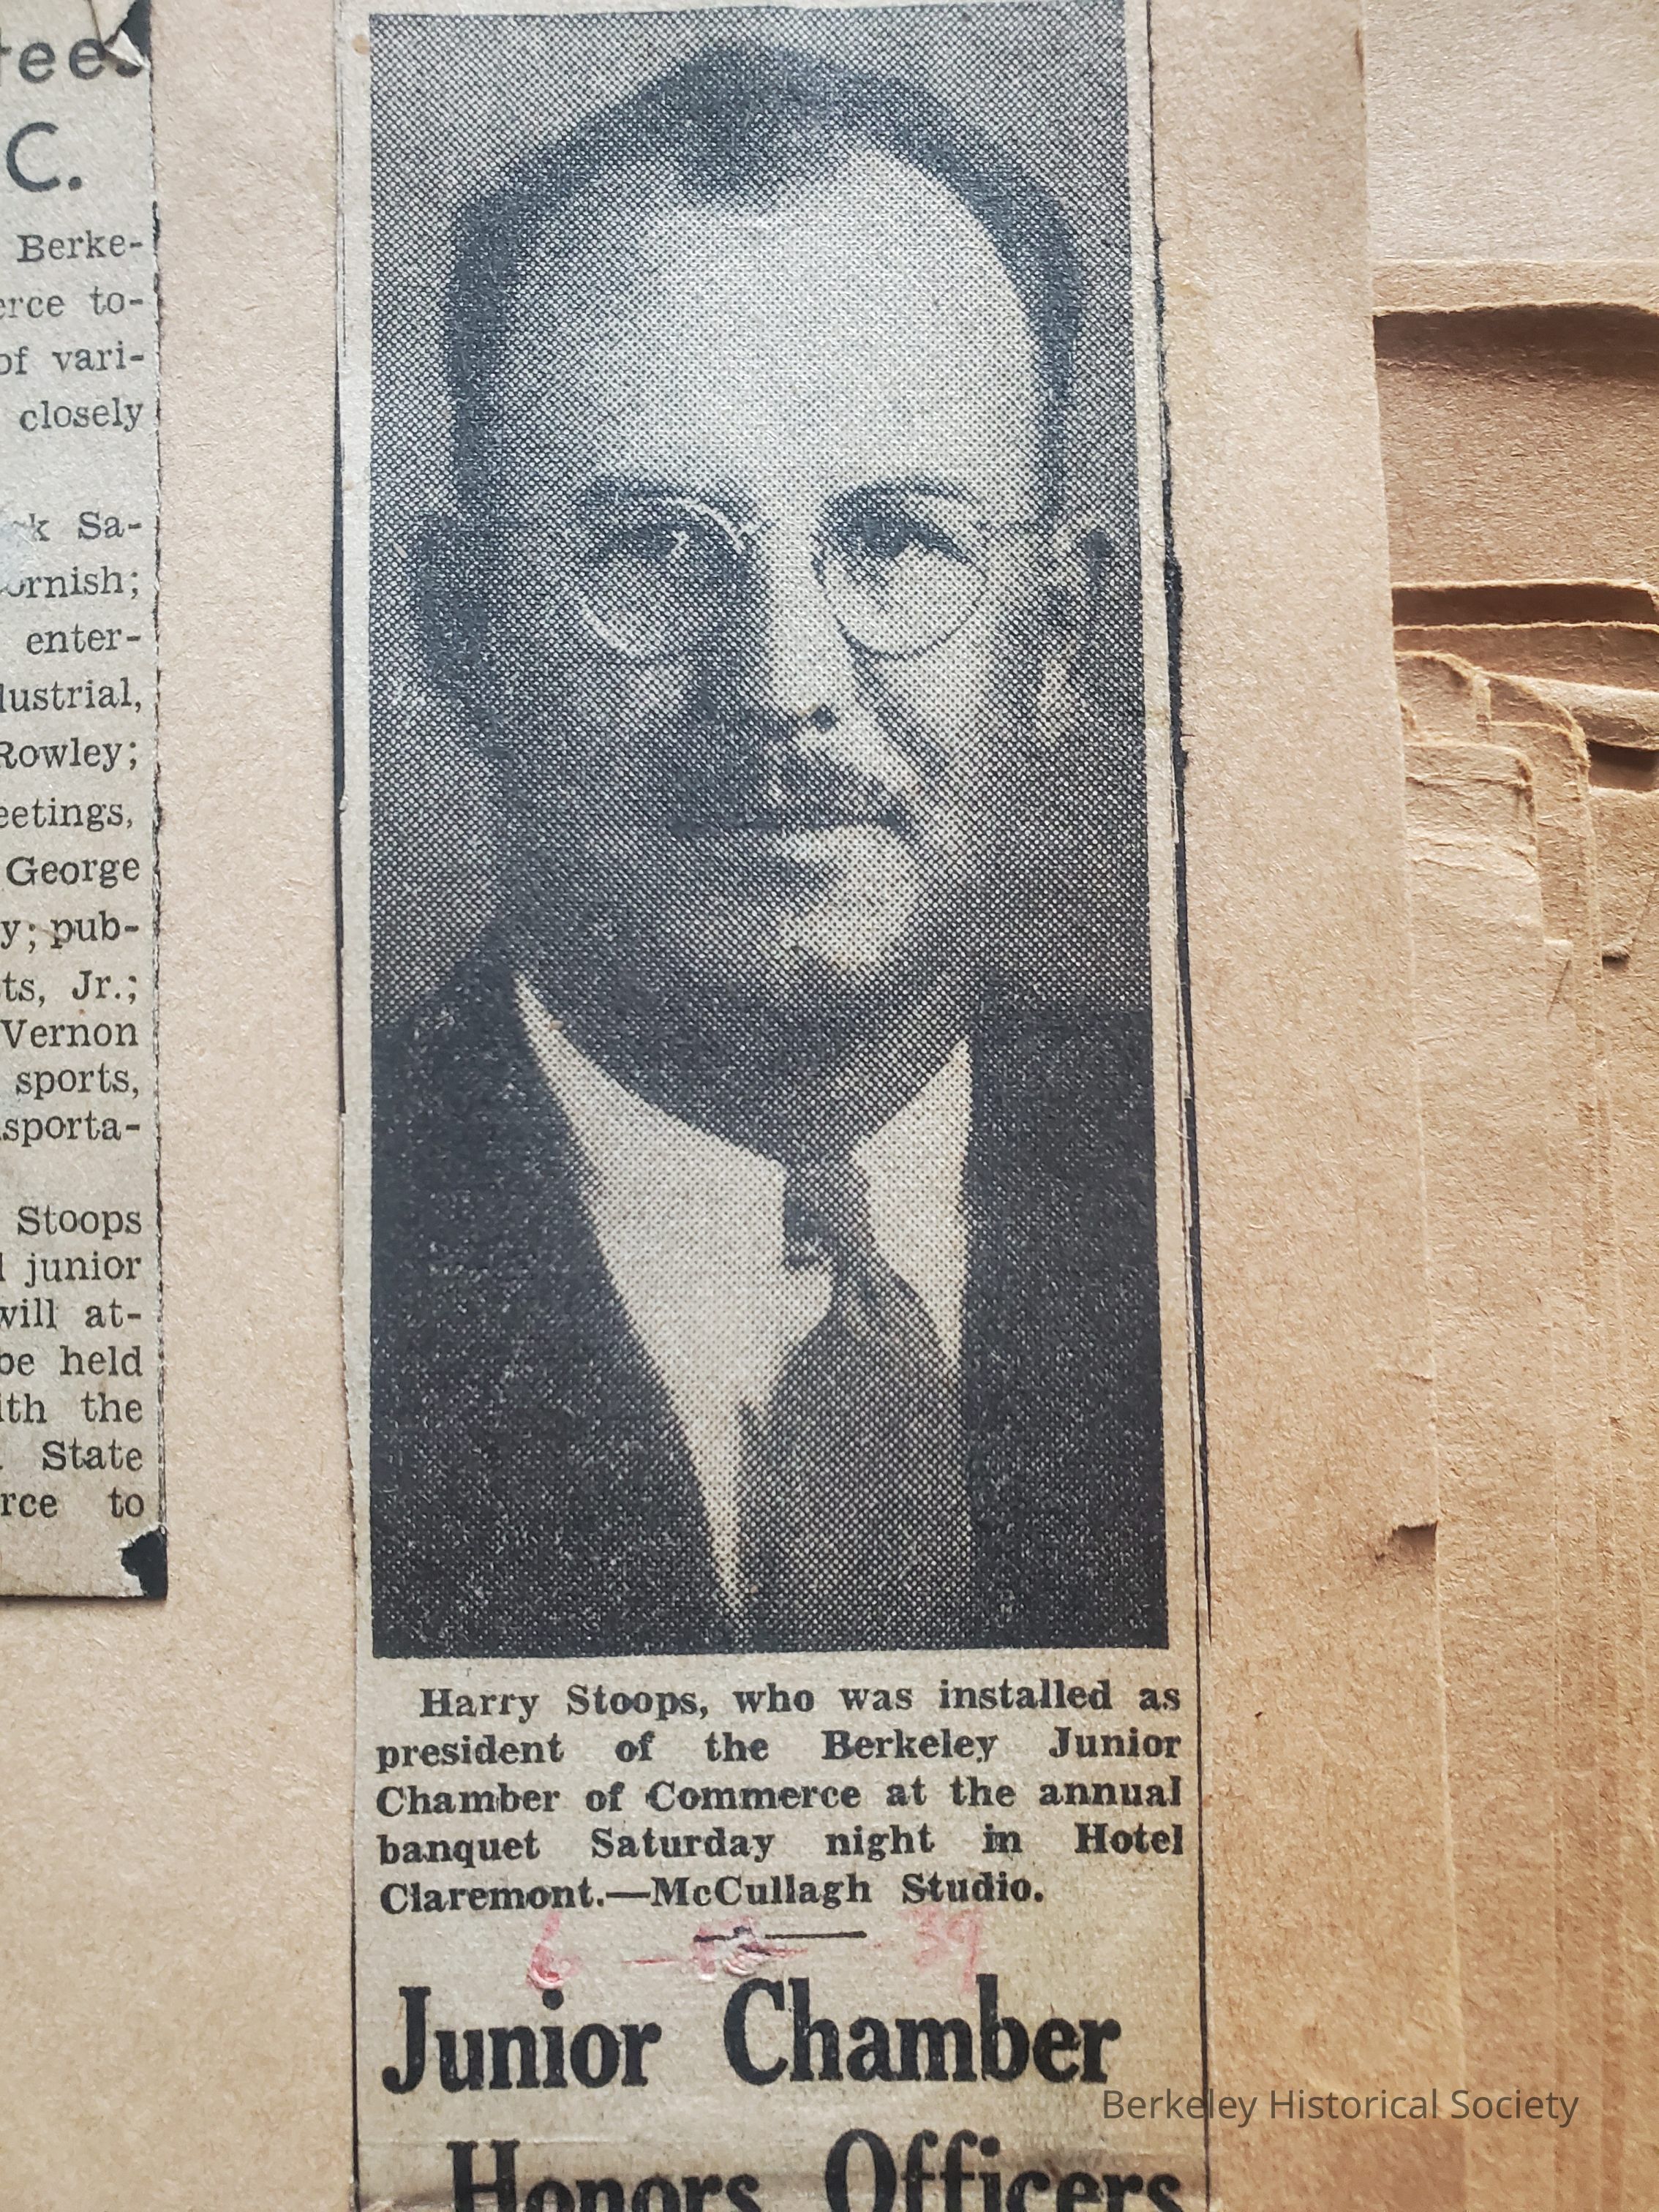 tees
C.
Berke-
erce to-
of vari-
closely
k Sa-
ornish;
enter-
dustrial,
Rowley;
eetings,
George
y; pub-
ts, Jr.;
Vernon
sports,
nsporta-
Stoops
junior
will at-
be held
ith the
State
rce to
Harry Stoops, who was installed as
president of the Berkeley Junior
Chamber of Commerce at the annual
banquet Saturday night in Hotel
Claremont.—McCullagh Studio.
Junior Chamber
Honors Officers
Berkeley Historical Society